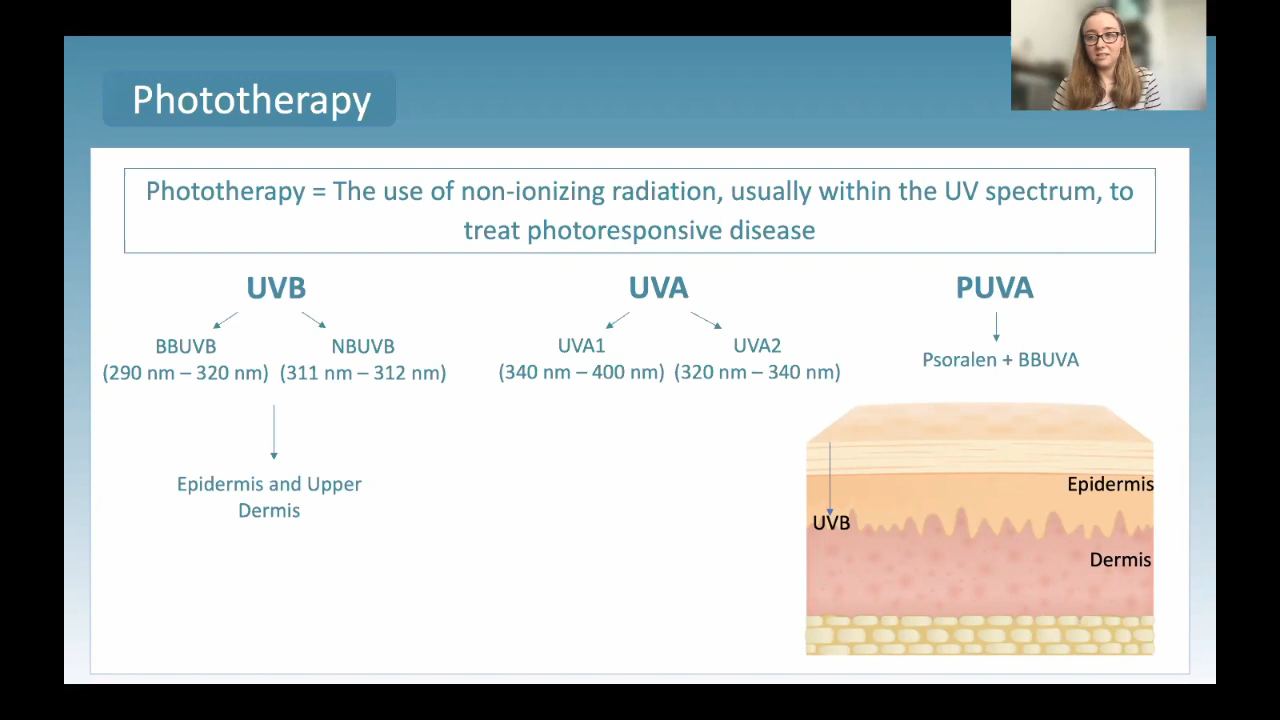 Phototherapy
Phototherapy = The use of non-ionizing radiation, usually within the UV spectrum, to
treat photoresponsive disease
UVB
UVA
PUVA
BBUVB
(290 nm – 320 nm)
NBUVB
(311 nm – 312 nm)
UVA1
(340 nm – 400 nm)
UVA2
(320 nm – 340 nm)
Psoralen + BBUVA
Epidermis and Upper
Dermis
Epidermis
UVB
Dermis